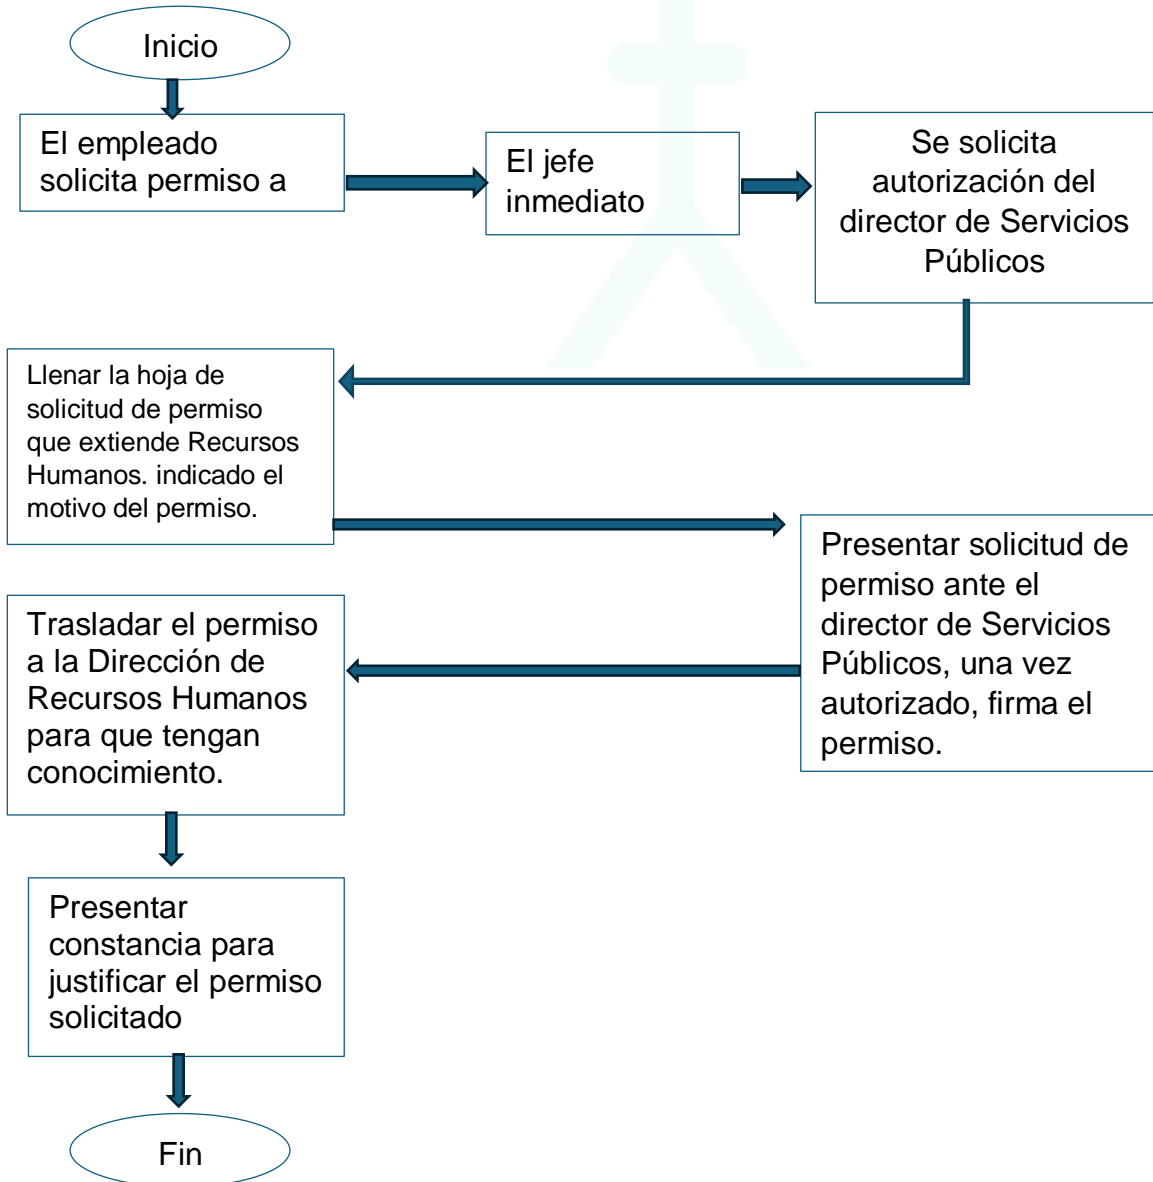 Inicio
El empleado
solicita permiso a
El jefe
inmediato
Se solicita
autorización del
director de Servicios
Públicos
Llenar la hoja de
solicitud de permiso
que extiende Recursos
Humanos. indicado el
motivo del permiso.
Presentar solicitud de
permiso ante el
director de Servicios
Públicos, una vez
autorizado, firma el
permiso.
Trasladar el permiso
a la Dirección de
Recursos Humanos
para que tengan
conocimiento.
Presentar
constancia para
justificar el permiso
solicitado
Fin